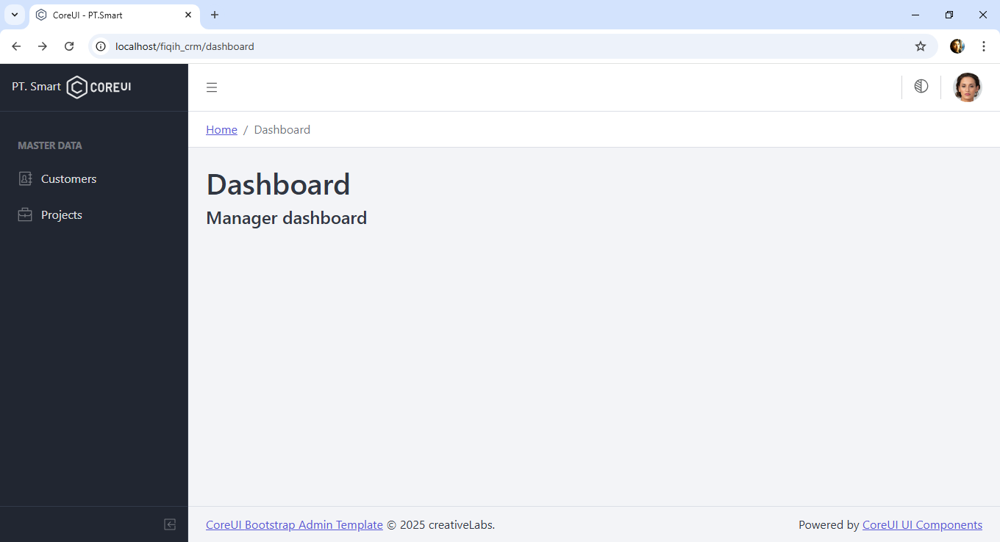 CoreUI - PT.Smart
localhost/fiqih_crm/dashboard
PT. Smart COREUI
Home / Dashboard
MASTER DATA
Customers
Projects
Dashboard
Manager dashboard
CoreUI Bootstrap Admin Template © 2025 creativeLabs.
Powered by CoreUI UI Components